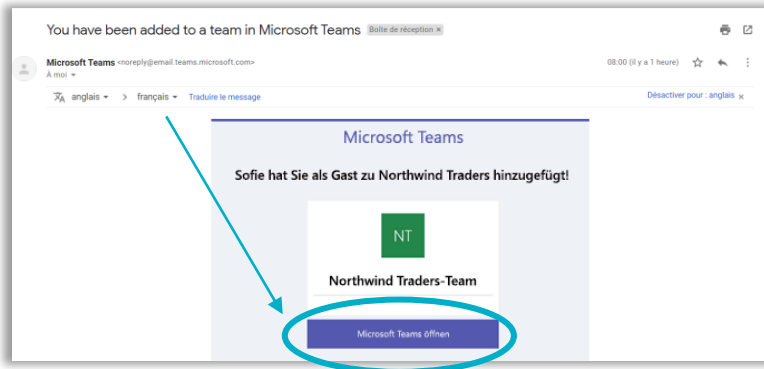 You have been added to a team in Microsoft Teams Boîte de réception ×
Microsoft Teams <noreply@email.teams.microsoft.com> 08:00 (il y a 1 heure)
À moi
anglais > français Traduire le message Désactiver pour : anglais ×
Microsoft Teams
Sofie hat Sie als Gast zu Northwind Traders hinzugefügt!
NT
Northwind Traders-Team
Microsoft Teams öffnen